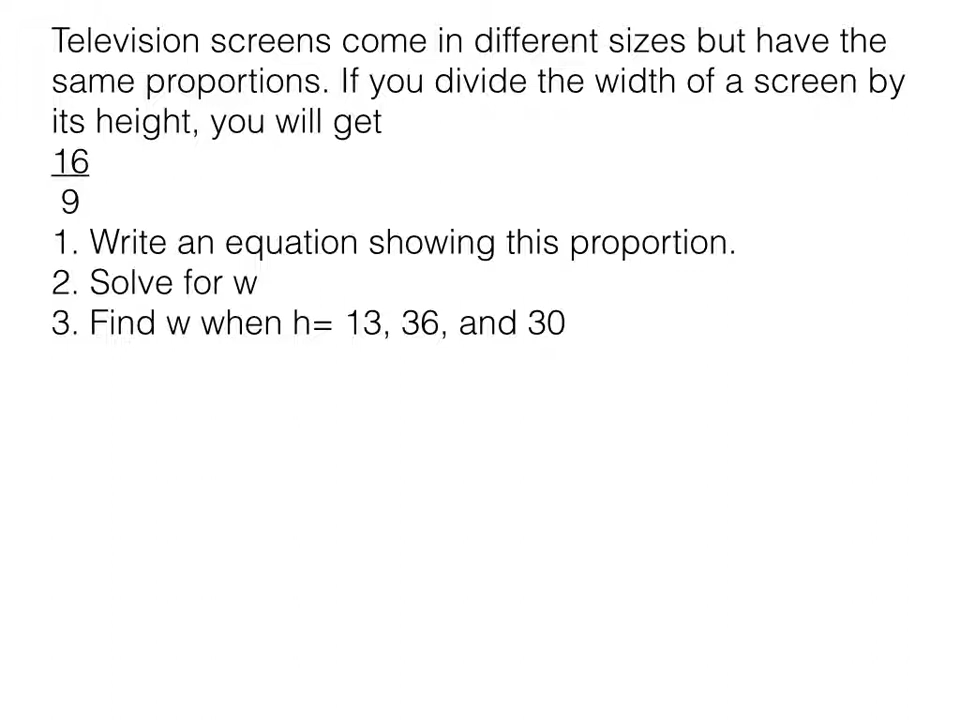 Television screens come in different sizes but have the
same proportions. If you divide the width of a screen by
its height, you will get
16
9
1. Write an equation showing this proportion.
2. Solve for w
3. Find w when h= 13, 36, and 30